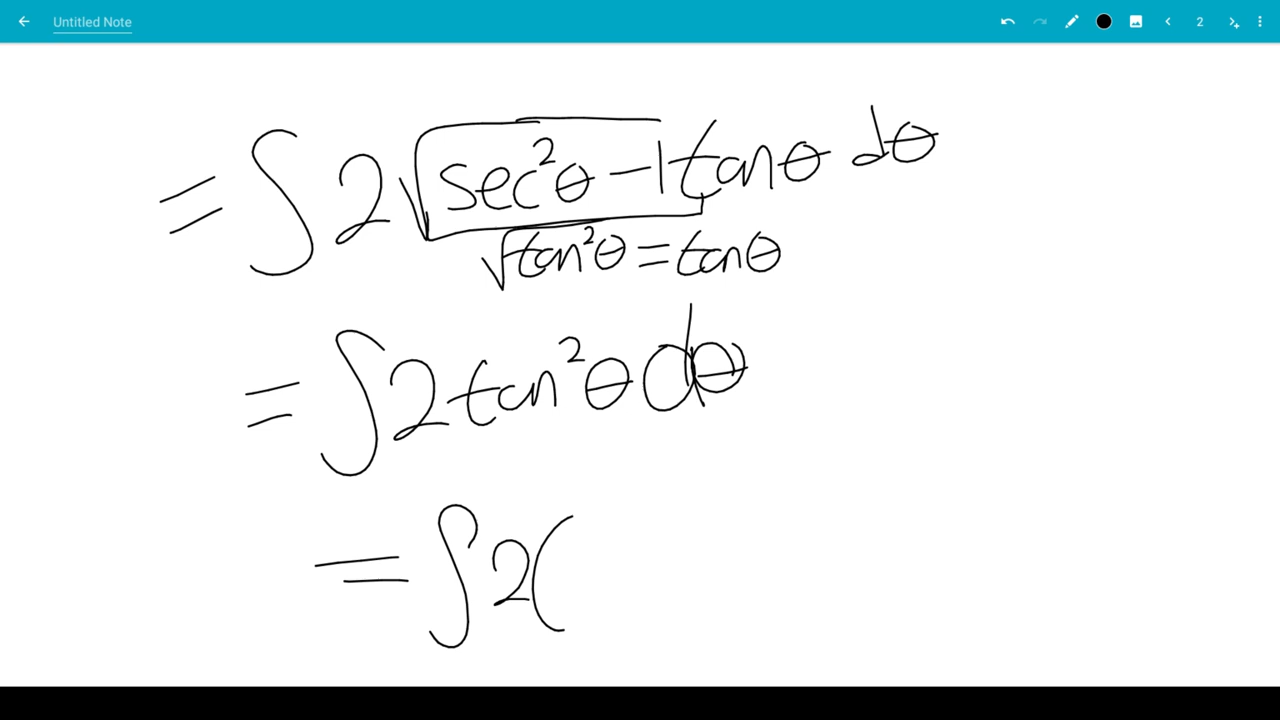 Untitled Note
2
= ∫ 2 √(sec²θ - 1) tanθ dθ
√(tan²θ) = tanθ
= ∫ 2 tan²θ dθ
= ∫ 2(